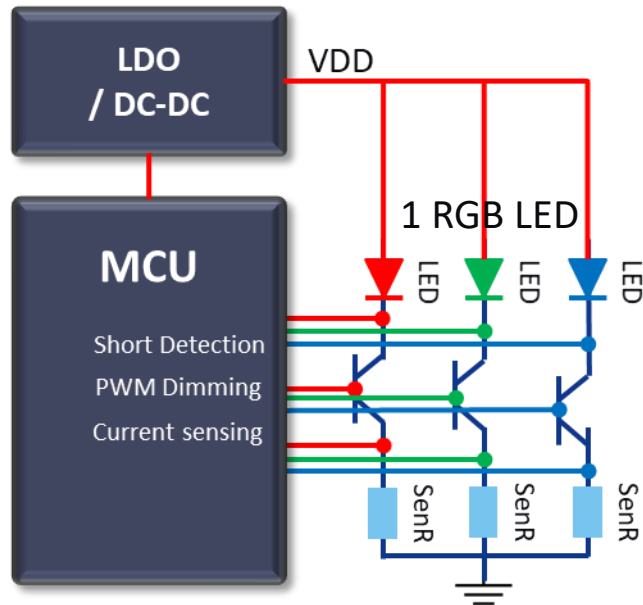 LDO
/ DC-DC
VDD
1 RGB LED
MCU
LED
LED
LED
Short Detection
PWM Dimming
Current sensing
SenR
SenR
SenR